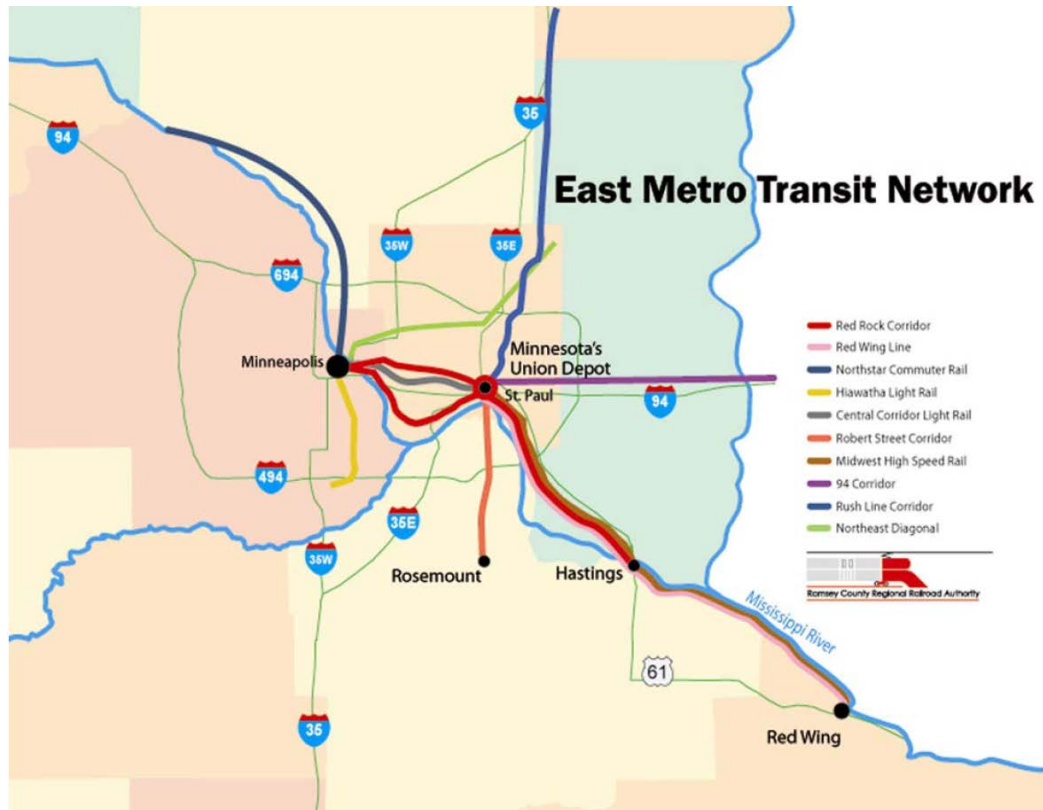 35
94
East Metro Transit Network
35W
35E
694
Minneapolis
Minnesota's
Union Depot
St. Paul
94
494
35E
35W
Rosemount
Hastings
Mississippi River
61
35
Red Wing
Red Rock Corridor
Red Wing Line
Northstar Commuter Rail
Hiawatha Light Rail
Central Corridor Light Rail
Robert Street Corridor
Midwest High Speed Rail
94 Corridor
Rush Line Corridor
Northeast Diagonal
Ramsey County Regional Railroad Authority